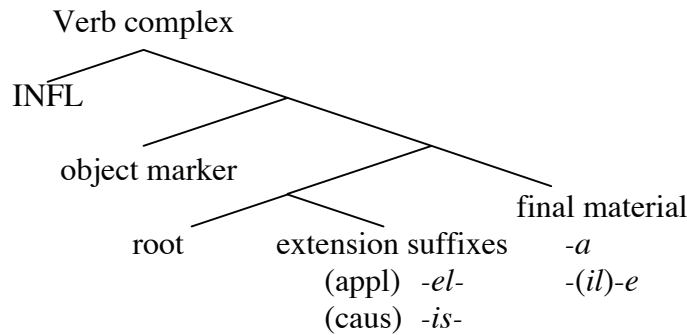 Verb complex
INFL
object marker
final material
root extension suffixes -a
(appl) -el- -(il)-e
(caus) -is-